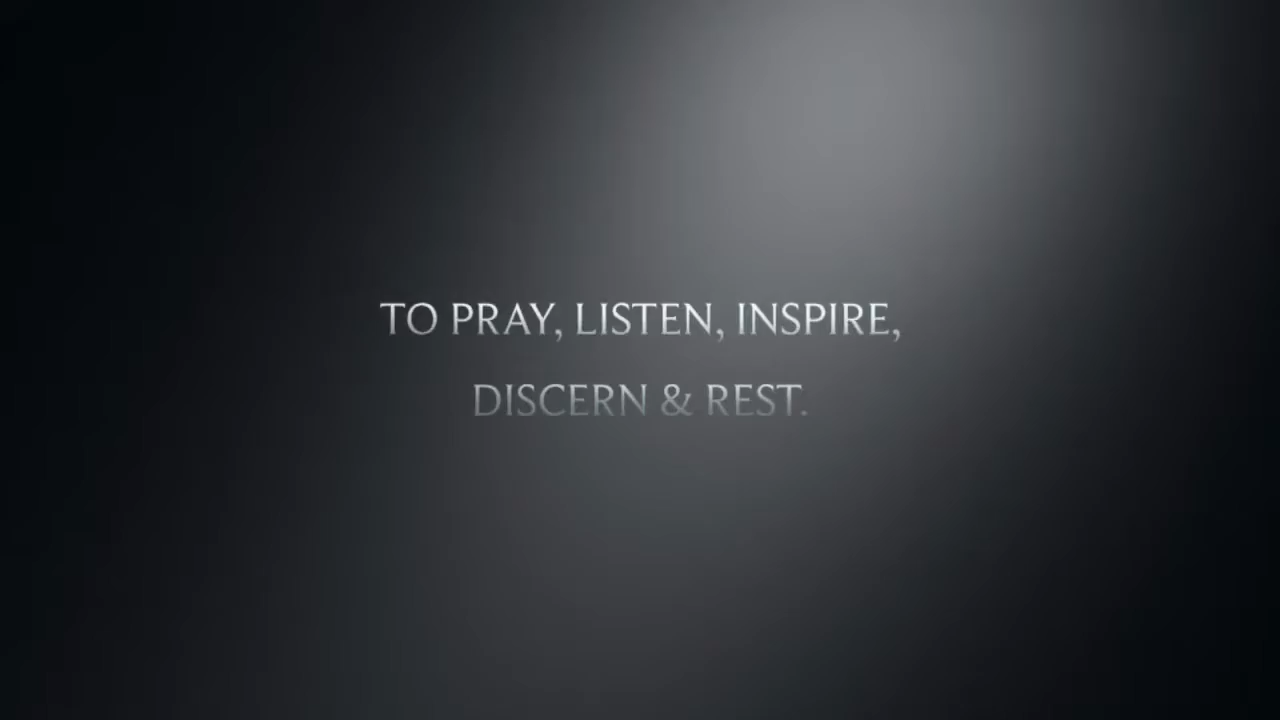 TO PRAY, LISTEN, INSPIRE,
DISCERN & REST.